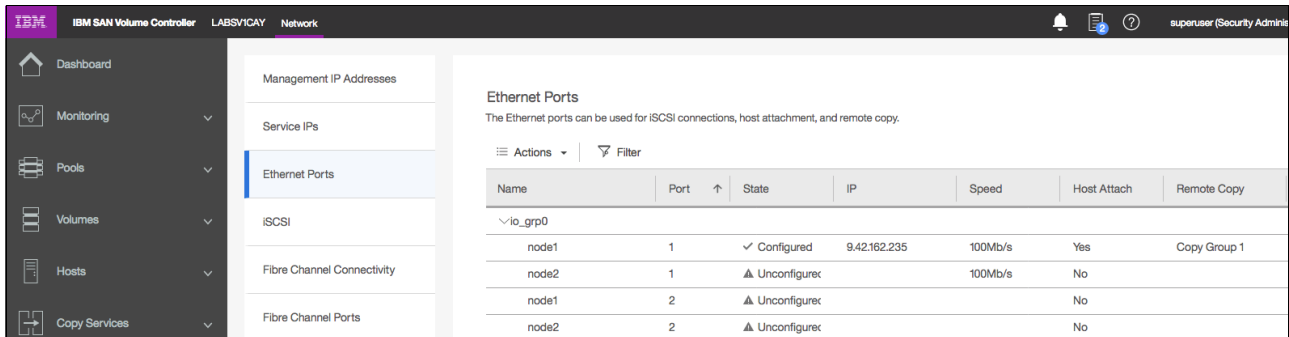 IBM IBM SAN Volume Controller LABSV1CAY Network 2 ? superuser (Security Adminis
Dashboard
Monitoring
Pools
Volumes
Hosts
Copy Services
Management IP Addresses
Service IPs
Ethernet Ports
iSCSI
Fibre Channel Connectivity
Fibre Channel Ports
Ethernet Ports
The Ethernet ports can be used for iSCSI connections, host attachment, and remote copy.
Actions Filter
Name Port State IP Speed Host Attach Remote Copy
io_grp0
node1 1 Configured 9.42.162.235 100Mb/s Yes Copy Group 1
node2 1 Unconfigured 100Mb/s No
node1 2 Unconfigured No
node2 2 Unconfigured No